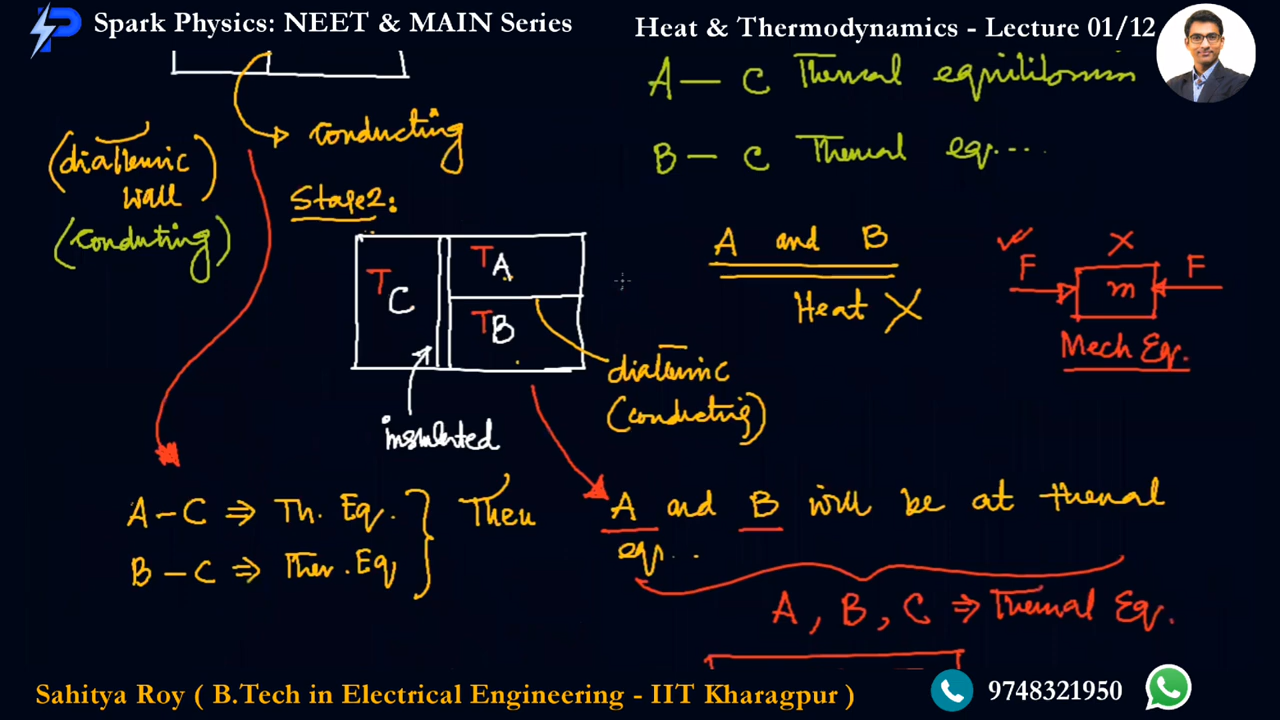 Spark Physics: NEET & MAIN Series
Heat & Thermodynamics - Lecture 01/12
A — C Thermal equilibrium
conducting
(diathermic wall)
B — C Thermal eq....
(Conducting)
Stage 2:
A and B
Heat X
TC
TA
TB
X
F
m
F
Mech Eq.
diathermic
(conducting)
insulated
A - C ⇒ Th. Eq.
B - C ⇒ Ther. Eq
Then
A and B will be at thermal
eq...
A, B, C ⇒ Thermal Eq.
Sahitya Roy ( B.Tech in Electrical Engineering - IIT Kharagpur )
9748321950